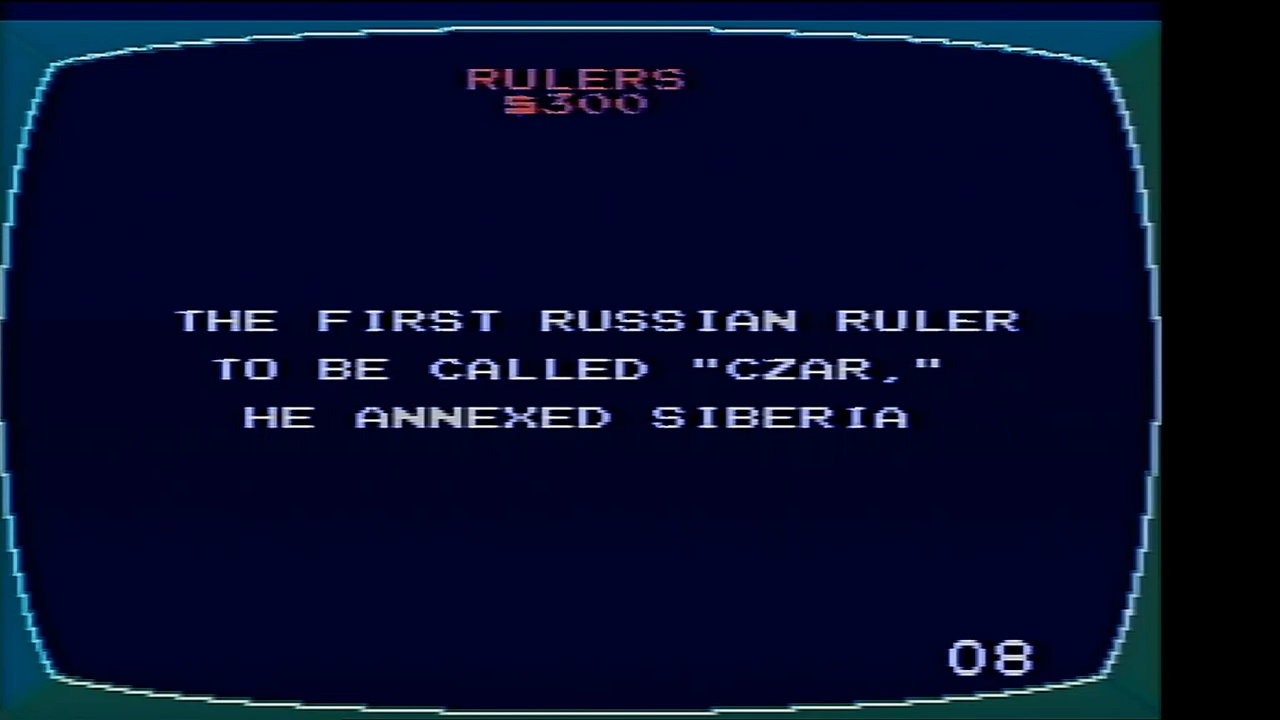 RULERS
$300
THE FIRST RUSSIAN RULER
TO BE CALLED "CZAR,"
HE ANNEXED SIBERIA
08